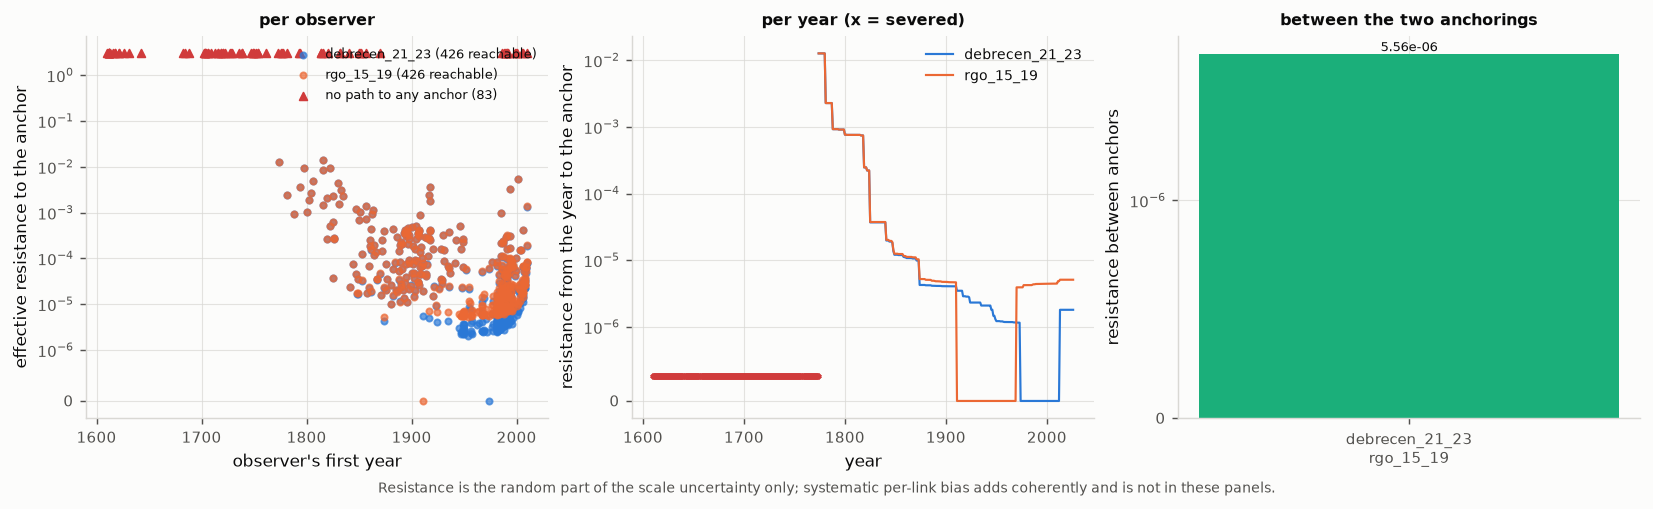 per observer
effective resistance to the anchor
10⁰
10⁻¹
10⁻²
10⁻³
10⁻⁴
10⁻⁵
10⁻⁶
0
1600 1700 1800 1900 2000
observer's first year
debrecen_21_23 (426 reachable)
rgo_15_19 (426 reachable)
no path to any anchor (83)
per year (x = severed)
resistance from the year to the anchor
10⁻²
10⁻³
10⁻⁴
10⁻⁵
10⁻⁶
0
1600 1700 1800 1900 2000
year
debrecen_21_23
rgo_15_19
between the two anchorings
resistance between anchors
5.56e-06
10⁻⁶
0
debrecen_21_23
rgo_15_19
Resistance is the random part of the scale uncertainty only; systematic per-link bias adds coherently and is not in these panels.